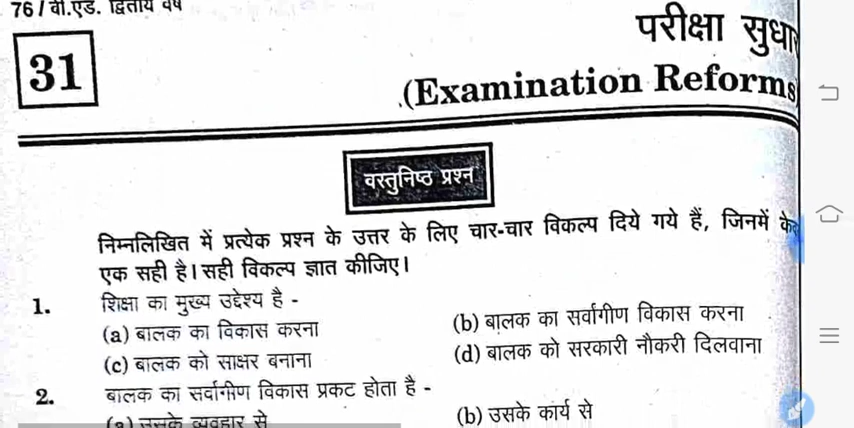 76 / बी.एड. द्वितीय वर्ष
31
परीक्षा सुधार
(Examination Reforms
वस्तुनिष्ठ प्रश्न
निम्नलिखित में प्रत्येक प्रश्न के उत्तर के लिए चार-चार विकल्प दिये गये हैं, जिनमें
एक सही है। सही विकल्प ज्ञात कीजिए।
1. शिक्षा का मुख्य उद्देश्य है -
(a) बालक का विकास करना (b) बालक का सर्वांगीण विकास करना
(c) बालक को साक्षर बनाना (d) बालक को सरकारी नौकरी दिलवाना
2. बालक का सर्वांगीण विकास प्रकट होता है -
(a) उसके व्यवहार से (b) उसके कार्य से